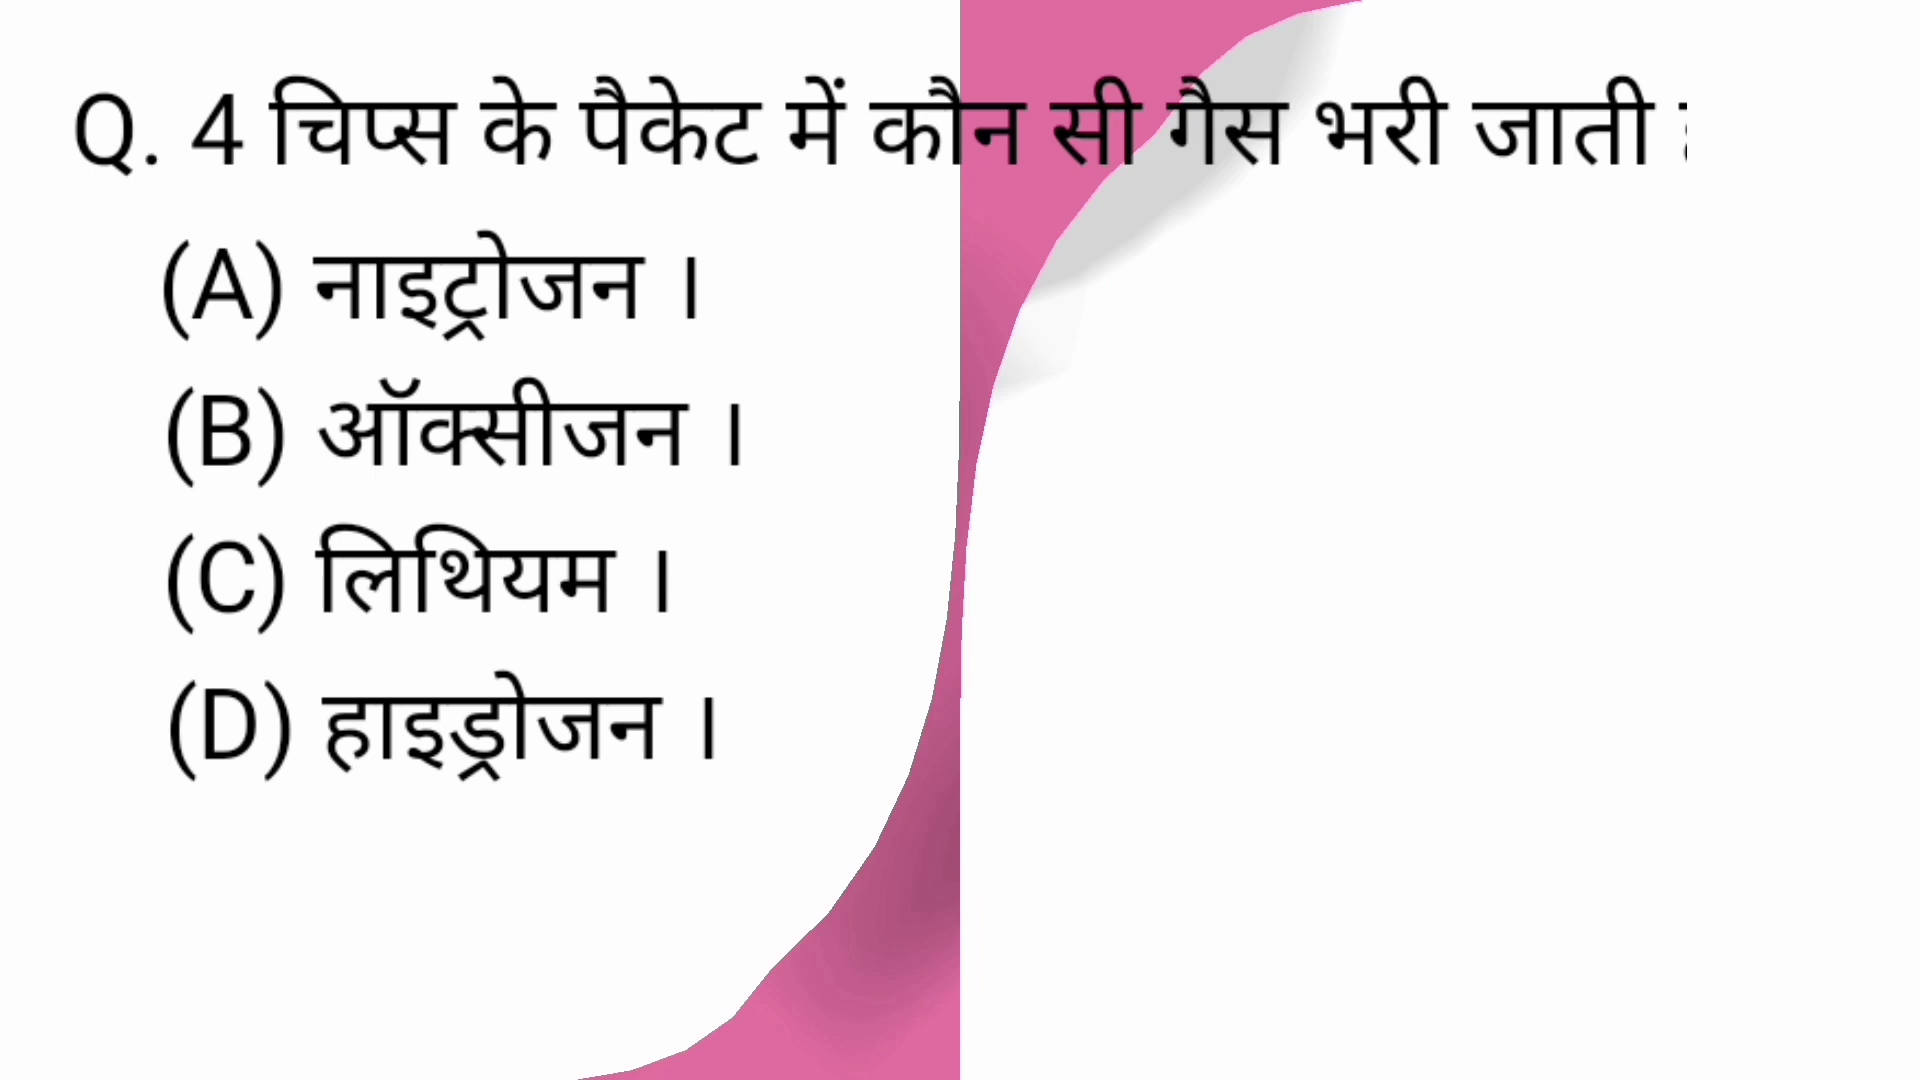 Q. 4 चिप्स के पैकेट में कौन सी गैस भरी जाती
(A) नाइट्रोजन ।
(B) ऑक्सीजन ।
(C) लिथियम ।
(D) हाइड्रोजन ।